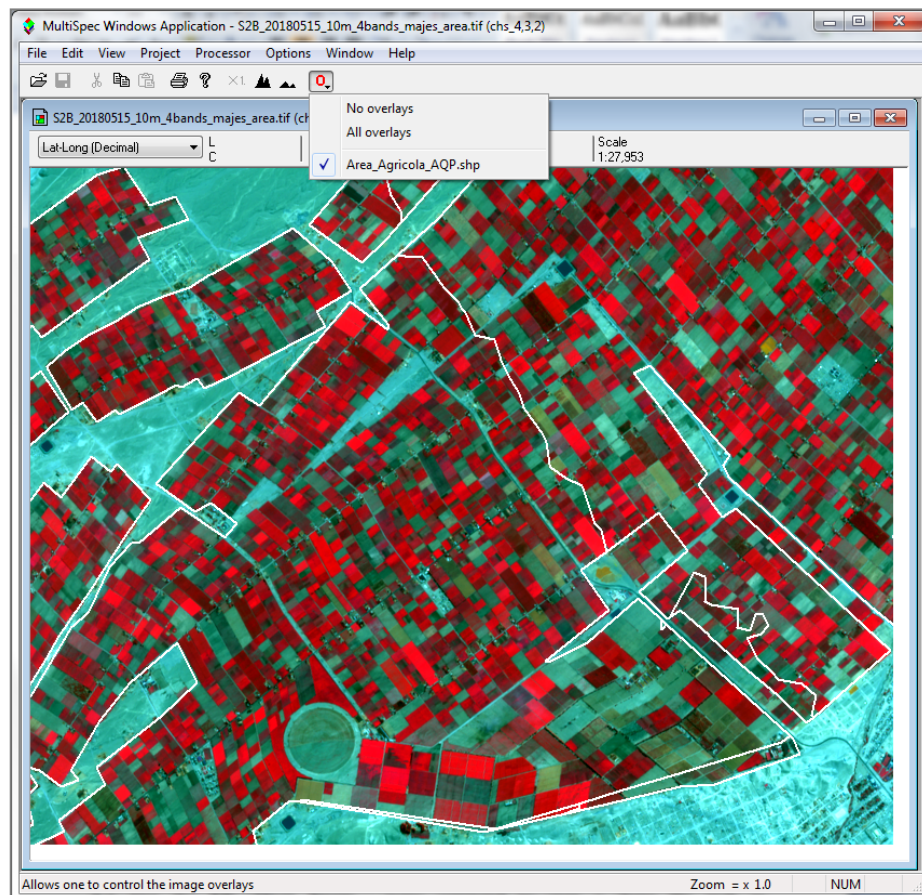 MultiSpec Windows Application - S2B_20180515_10m_4bands_majes_area.tif (chs_4,3,2)
File Edit View Project Processor Options Window Help
×1
O
No overlays
All overlays
Area_Agricola_AQP.shp
S2B_20180515_10m_4bands_majes_area.tif (ch
Lat-Long (Decimal)
L
C
Scale
1:27,953
Allows one to control the image overlays
Zoom = x 1.0
NUM